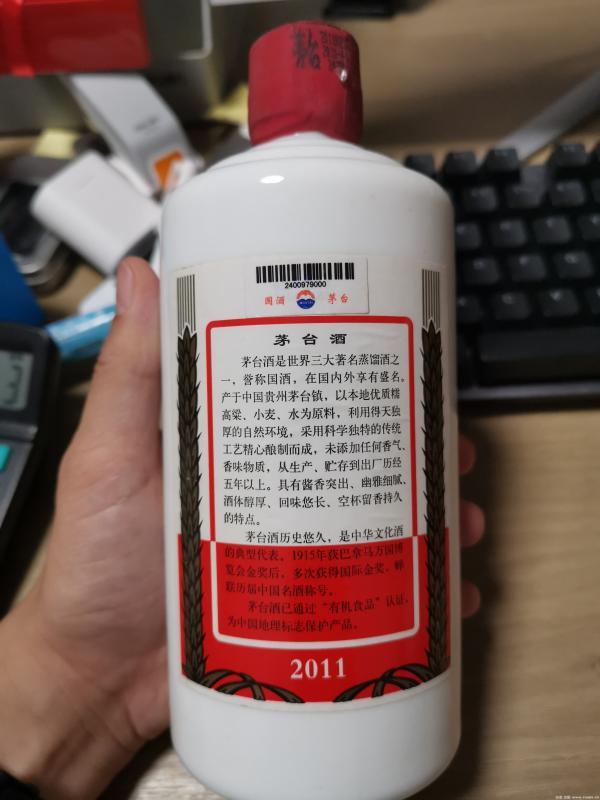 茅台
2400979000
国酒 茅台
茅台酒
茅台酒是世界三大著名蒸馏酒之
一，誉称国酒，在国内外享有盛名。
产于中国贵州茅台镇，以本地优质糯
高粱、小麦、水为原料，利用得天独
厚的自然环境，采用科学独特的传统
工艺精心酿制而成，未添加任何香气、
香味物质，从生产、贮存到出厂历经
五年以上。具有酱香突出、幽雅细腻、
酒体醇厚、回味悠长、空杯留香持久
的特点。
茅台酒历史悠久，是中华文化酒
的典型代表。1915年获巴拿马万国博
览会金奖后，多次获得国际金奖，蝉
联历届中国名酒称号。
茅台酒已通过“有机食品”认证，
为中国地理标志保护产品。
2011